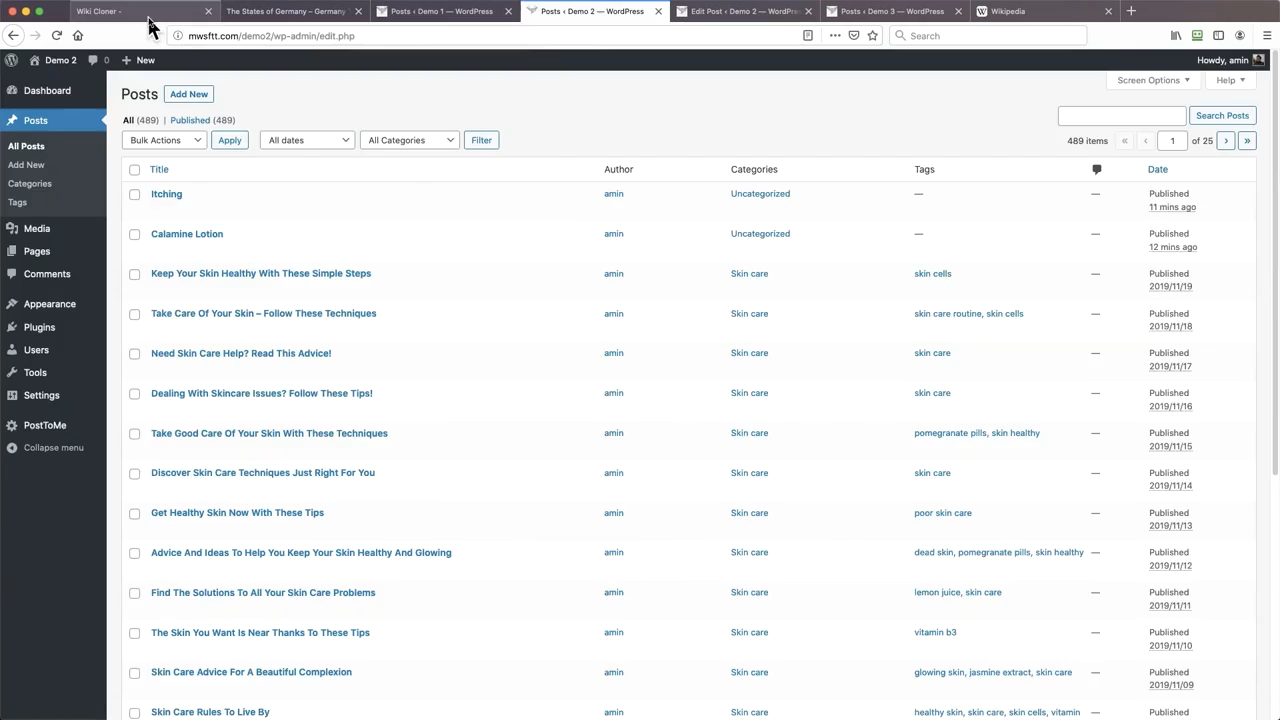 Wiki Cloner -
The States of Germany – Germany
Posts ‹ Demo 1 — WordPress
Posts ‹ Demo 2 — WordPress
Edit Post ‹ Demo 2 — WordPress
Posts ‹ Demo 3 — WordPress
Wikipedia
mwsftt.com/demo2/wp-admin/edit.php
Search
Demo 2
0
New
Howdy, amin
Dashboard
Posts
All Posts
Add New
Categories
Tags
Media
Pages
Comments
Appearance
Plugins
Users
Tools
Settings
PostToMe
Collapse menu
Screen Options
Help
Posts Add New
All (489) | Published (489)
Search Posts
Bulk Actions Apply All dates All Categories Filter
489 items « ‹ 1 of 25 › »
Title Author Categories Tags Date
Itching amin Uncategorized — — Published
11 mins ago
Calamine Lotion amin Uncategorized — — Published
12 mins ago
Keep Your Skin Healthy With These Simple Steps amin Skin care skin cells — Published
2019/11/19
Take Care Of Your Skin – Follow These Techniques amin Skin care skin care routine, skin cells — Published
2019/11/18
Need Skin Care Help? Read This Advice! amin Skin care skin care — Published
2019/11/17
Dealing With Skincare Issues? Follow These Tips! amin Skin care skin care — Published
2019/11/16
Take Good Care Of Your Skin With These Techniques amin Skin care pomegranate pills, skin healthy — Published
2019/11/15
Discover Skin Care Techniques Just Right For You amin Skin care skin care — Published
2019/11/14
Get Healthy Skin Now With These Tips amin Skin care poor skin care — Published
2019/11/13
Advice And Ideas To Help You Keep Your Skin Healthy And Glowing amin Skin care dead skin, pomegranate pills, skin healthy — Published
2019/11/12
Find The Solutions To All Your Skin Care Problems amin Skin care lemon juice, skin care — Published
2019/11/11
The Skin You Want Is Near Thanks To These Tips amin Skin care vitamin b3 — Published
2019/11/10
Skin Care Advice For A Beautiful Complexion amin Skin care glowing skin, jasmine extract, skin care — Published
2019/11/09
Skin Care Rules To Live By amin Skin care healthy skin, skin care, skin cells, vitamin — Published